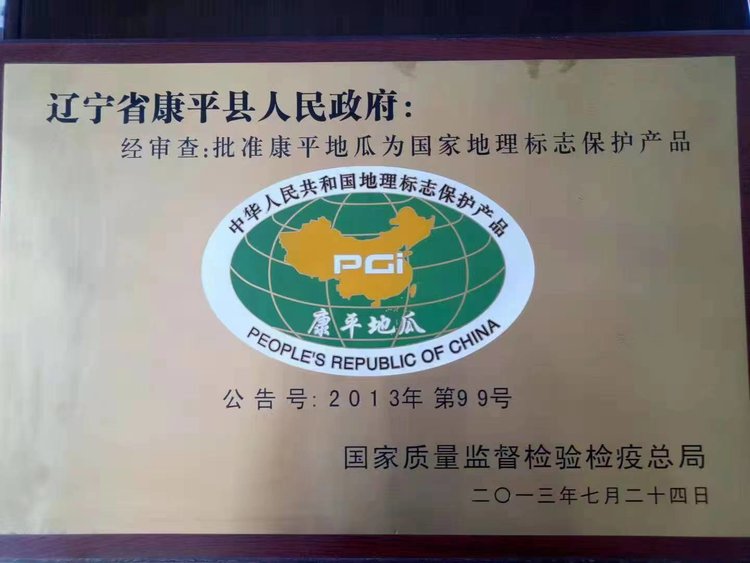 辽宁省康平县人民政府：
经审查：批准康平地瓜为国家地理标志保护产品
中华人民共和国地理标志保护产品
PGi
康平地瓜
PEOPLE'S REPUBLIC OF CHINA
公告号：2013年 第99号
国家质量监督检验检疫总局
二〇一三年七月二十四日